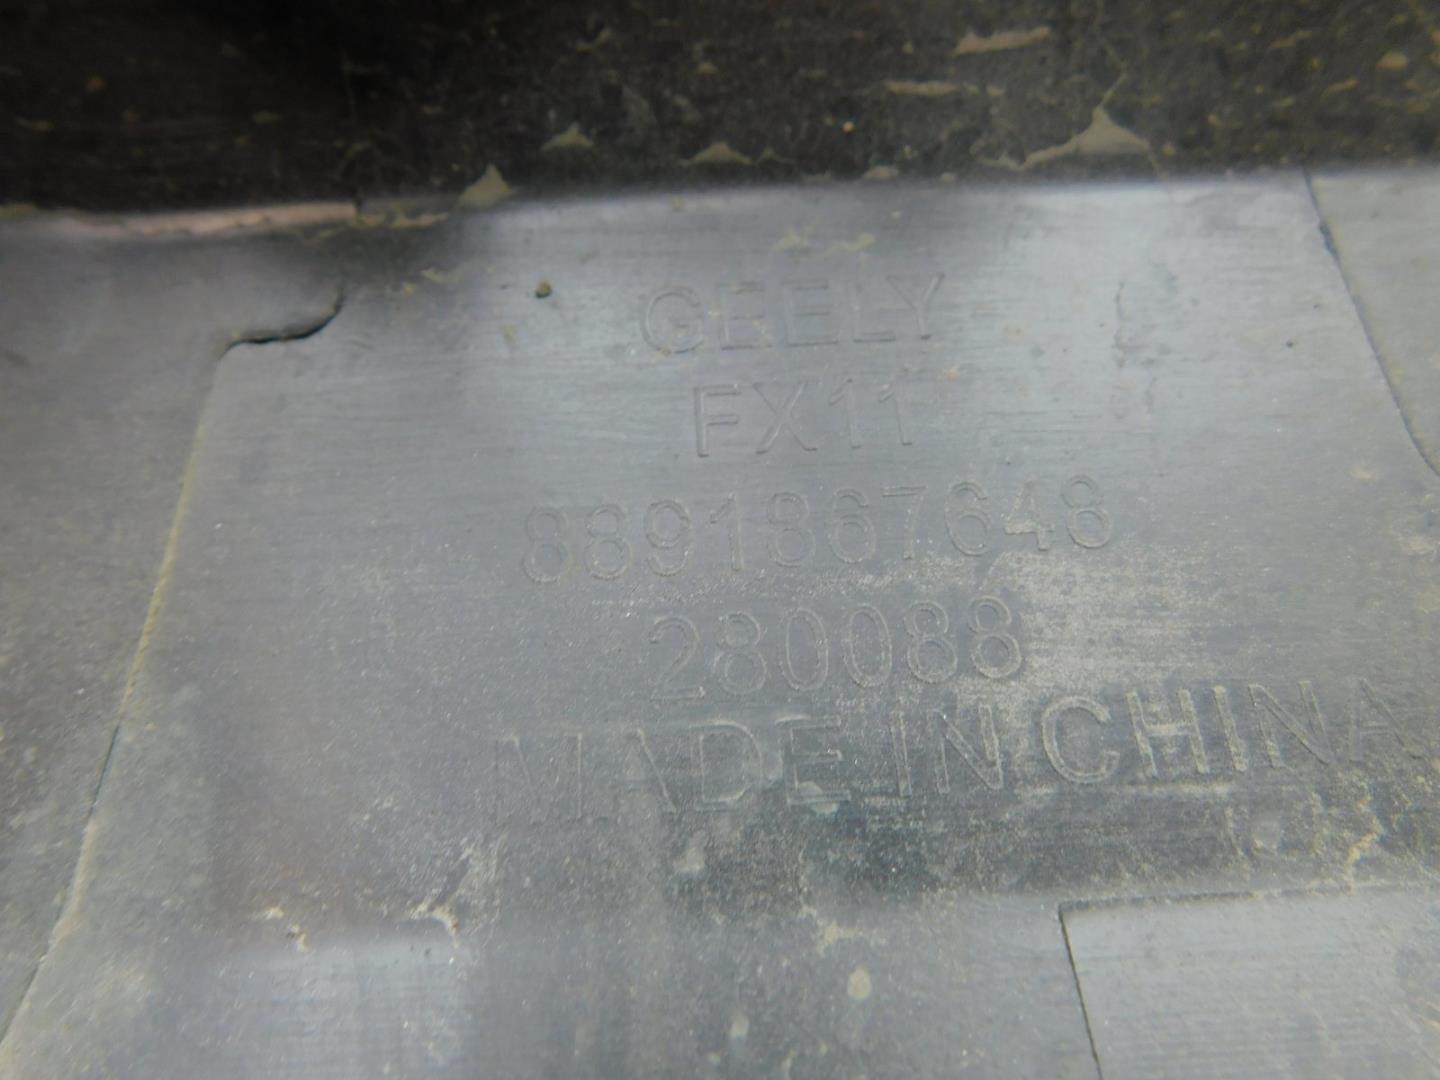 GEELY
FX11
8891867648
280088
MADE IN CHINA